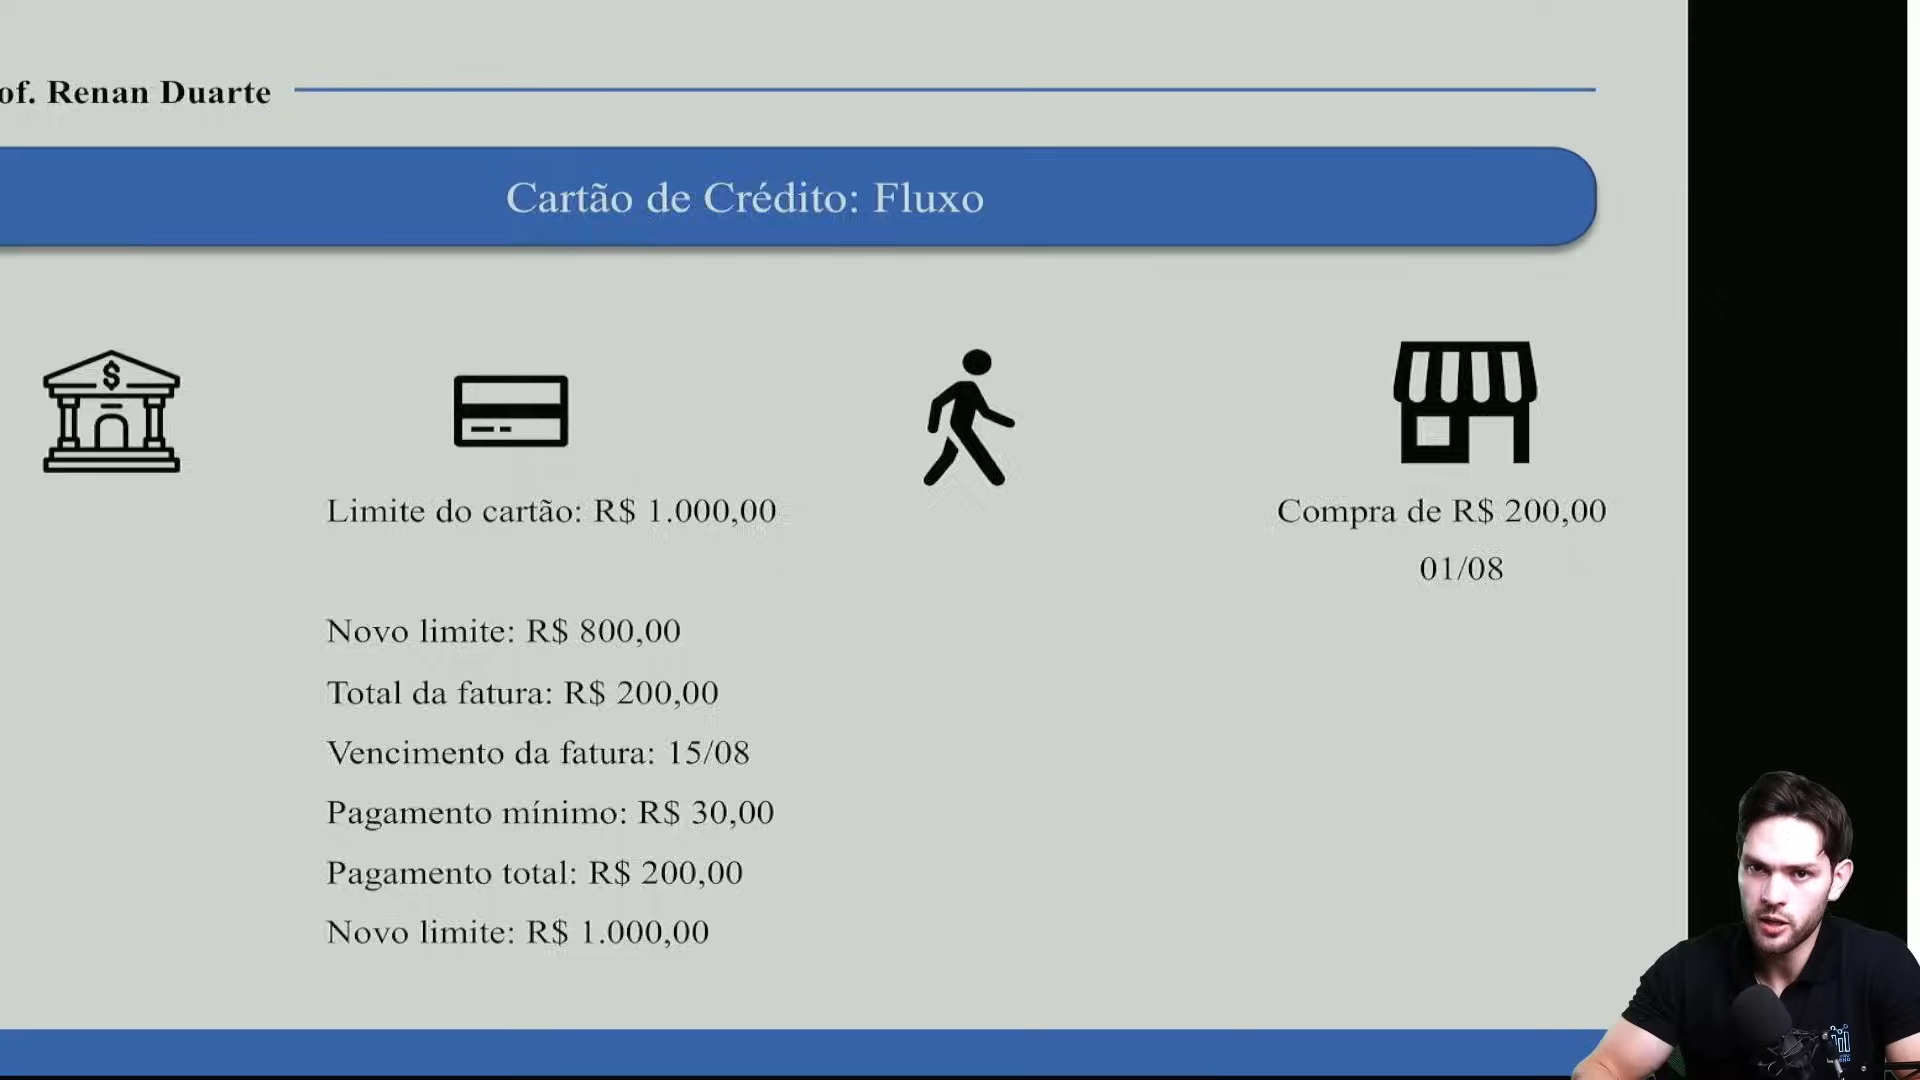 of. Renan Duarte
Cartão de Crédito: Fluxo
$
Limite do cartão: R$ 1.000,00
Compra de R$ 200,00
01/08
Novo limite: R$ 800,00
Total da fatura: R$ 200,00
Vencimento da fatura: 15/08
Pagamento mínimo: R$ 30,00
Pagamento total: R$ 200,00
Novo limite: R$ 1.000,00